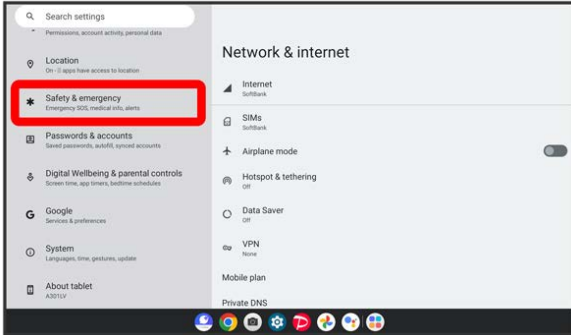 Search settings
Permissions, account activity, personal data
Location
On - 2 apps have access to location
Safety & emergency
Emergency SOS, medical info, alerts
Passwords & accounts
Saved passwords, autofill, synced accounts
Digital Wellbeing & parental controls
Screen time, app timers, bedtime schedules
Google
Services & preferences
System
Languages, time, gestures, update
About tablet
A301LV
Network & internet
Internet
SoftBank
SIMs
SoftBank
Airplane mode
Hotspot & tethering
Off
Data Saver
Off
VPN
None
Mobile plan
Private DNS